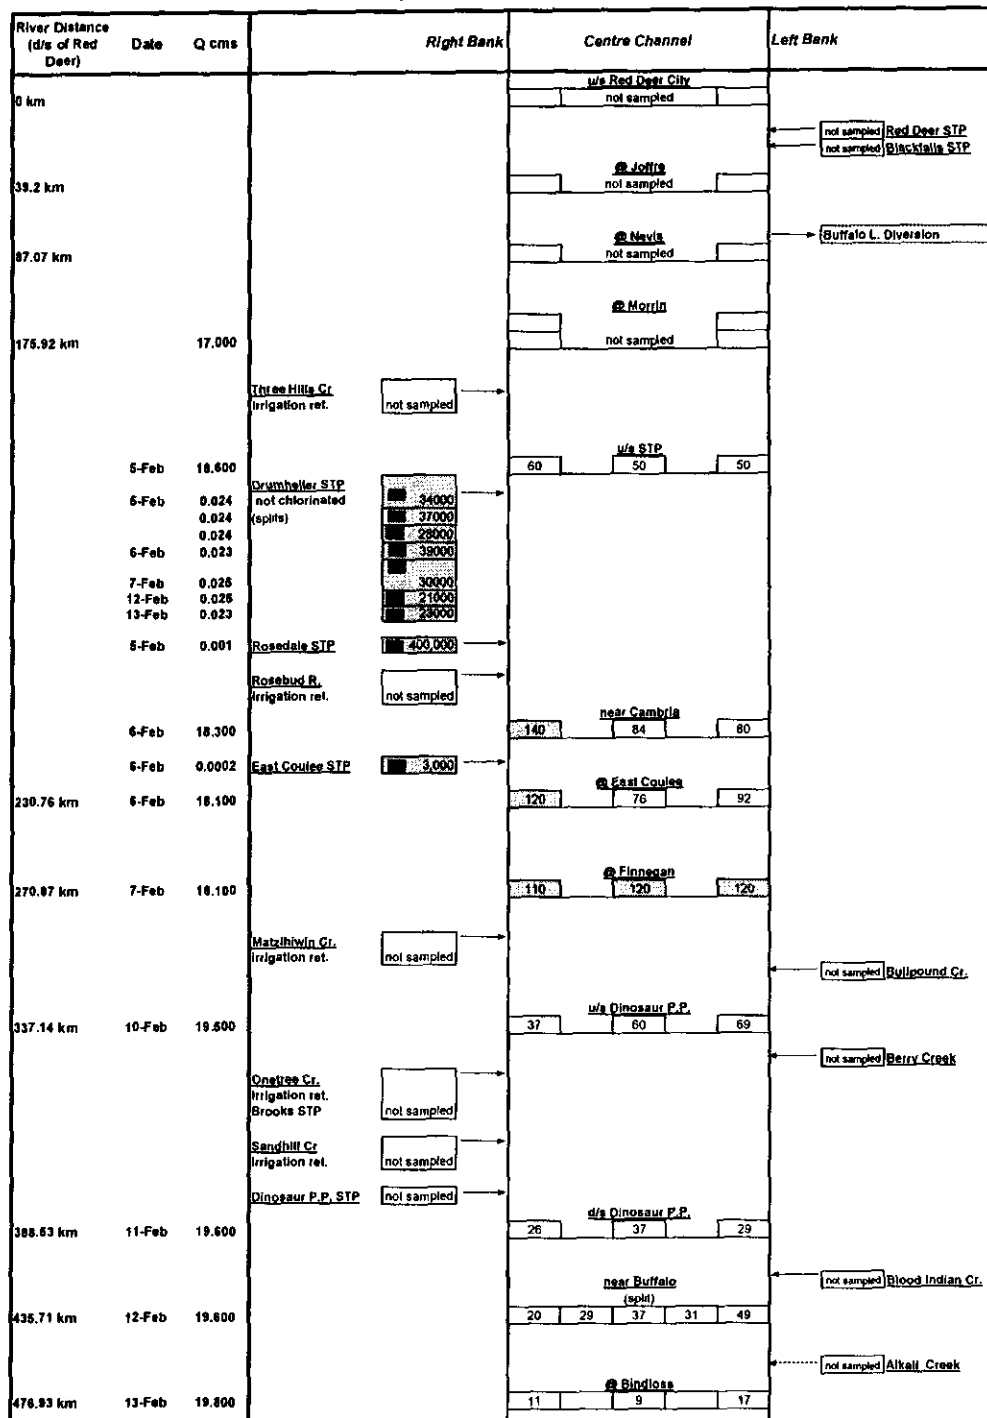 River Distance (d/s of Red Deer) Date Q cms Right Bank Centre Channel Left Bank
u/s Red Deer City
0 km not sampled
not sampled Red Deer STP
not sampled Blackfalls STP
@ Joffre
39.2 km not sampled
Buffalo L. Diversion
@ Nevis
87.07 km not sampled
@ Morrin
175.92 km 17.000 not sampled
Three Hills Cr
Irrigation ret. not sampled
u/s STP
5-Feb 18.600 60 50 50
Drumheller STP
5-Feb 0.024 not chlorinated 34000
0.024 (splits) 37000
0.024 28000
6-Feb 0.023 39000
7-Feb 0.025 30000
12-Feb 0.025 21000
13-Feb 0.023 23000
5-Feb 0.001 Rosedale STP 400,000
Rosebud R.
Irrigation ret. not sampled
near Cambria
6-Feb 18.300 140 84 60
6-Feb 0.0002 East Coulee STP 3,000
@ East Coulee
230.76 km 6-Feb 18.100 120 76 92
@ Finnegan
270.87 km 7-Feb 18.100 110 120 120
Matzihiwin Cr.
Irrigation ret. not sampled
not sampled Bullpound Cr.
u/s Dinosaur P.P.
337.14 km 10-Feb 19.500 37 60 69
not sampled Berry Creek
Onetree Cr.
Irrigation ret.
Brooks STP not sampled
Sandhill Cr
Irrigation ret. not sampled
Dinosaur P.P. STP not sampled
d/s Dinosaur P.P.
388.53 km 11-Feb 19.600 26 37 29
not sampled Blood Indian Cr.
near Buffalo
(split)
435.71 km 12-Feb 19.600 20 29 37 31 49
not sampled Alkali Creek
@ Bindloss
476.93 km 13-Feb 19.800 11 9 17